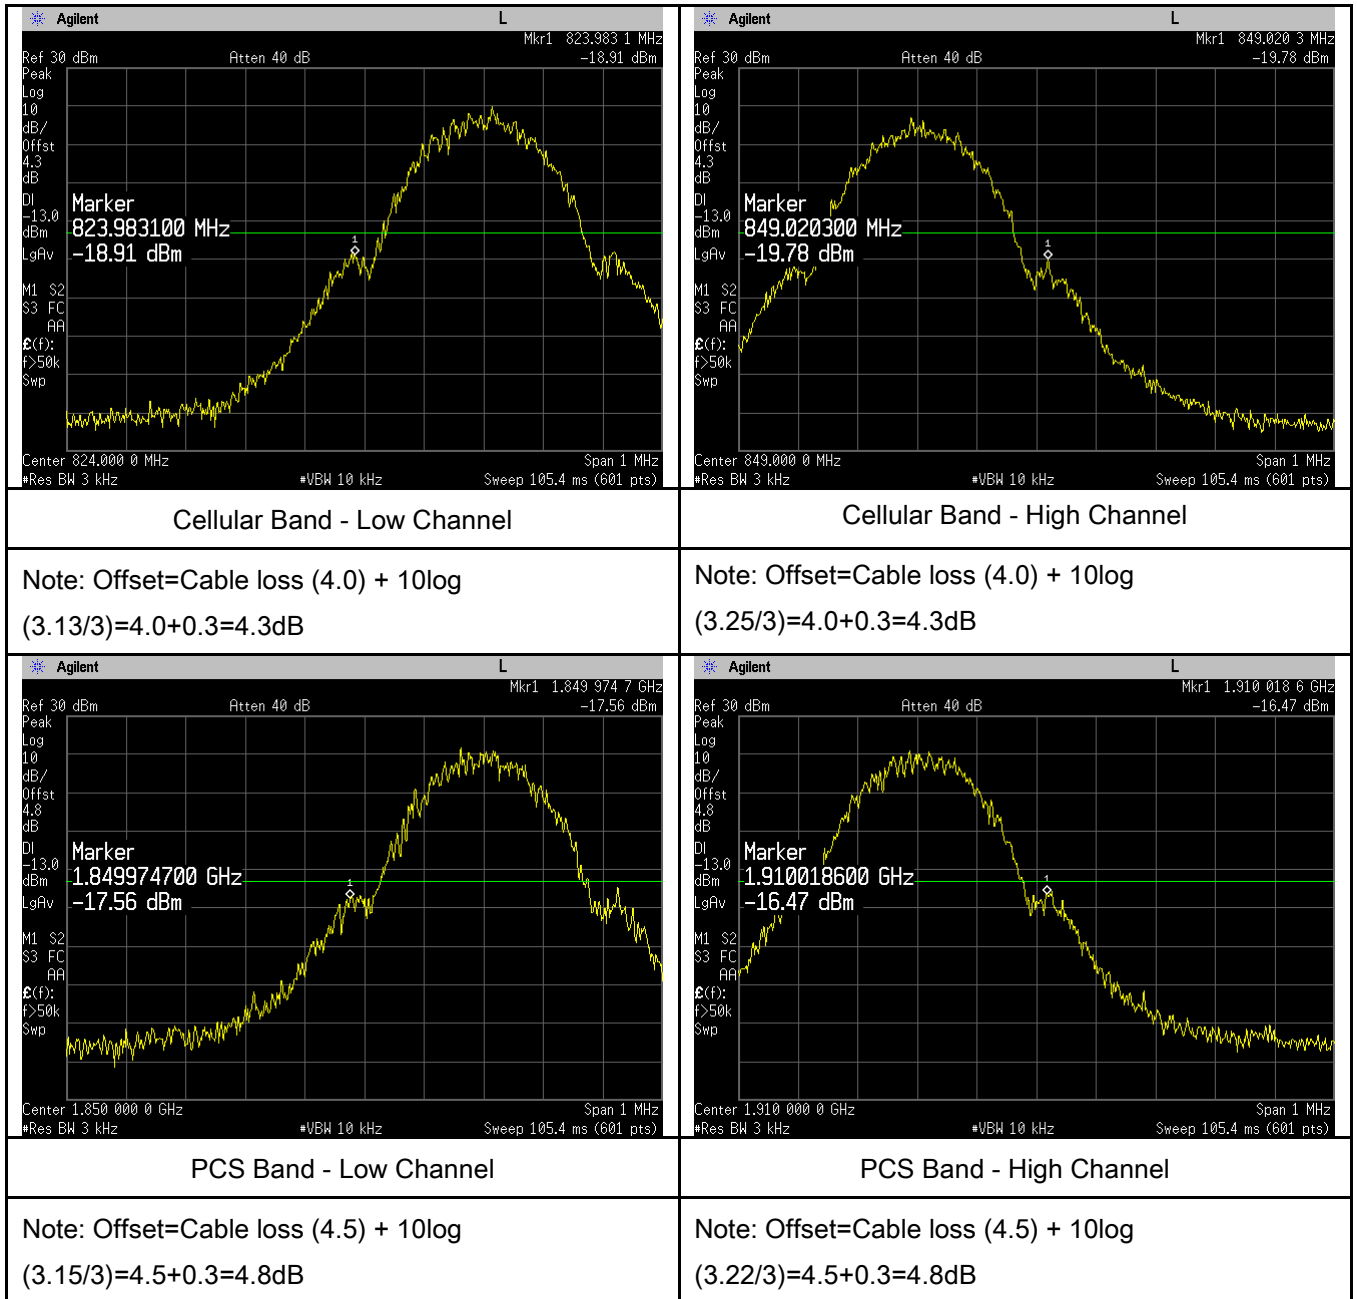 Agilent
L
Mkr1 823.983 1 MHz
Ref 30 dBm Atten 40 dB -18.91 dBm
Peak
Log
10
dB/
Offst
4.3
dB
DI
-13.0
dBm
LgAv
M1 S2
S3 FC
AA
£(f):
f>50k
Swp
Marker
823.983100 MHz
-18.91 dBm
1
Center 824.000 0 MHz Span 1 MHz
#Res BW 3 kHz #VBW 10 kHz Sweep 105.4 ms (601 pts)
Agilent
L
Mkr1 849.020 3 MHz
Ref 30 dBm Atten 40 dB -19.78 dBm
Peak
Log
10
dB/
Offst
4.3
dB
DI
-13.0
dBm
LgAv
M1 S2
S3 FC
AA
£(f):
f>50k
Swp
Marker
849.020300 MHz
-19.78 dBm
1
Center 849.000 0 MHz Span 1 MHz
#Res BW 3 kHz #VBW 10 kHz Sweep 105.4 ms (601 pts)
Cellular Band - Low Channel
Cellular Band - High Channel
Note: Offset=Cable loss (4.0) + 10log
(3.13/3)=4.0+0.3=4.3dB
Note: Offset=Cable loss (4.0) + 10log
(3.25/3)=4.0+0.3=4.3dB
Agilent
L
Mkr1 1.849 974 7 GHz
Ref 30 dBm Atten 40 dB -17.56 dBm
Peak
Log
10
dB/
Offst
4.8
dB
DI
-13.0
dBm
LgAv
M1 S2
S3 FC
AA
£(f):
f>50k
Swp
Marker
1.849974700 GHz
-17.56 dBm
1
Center 1.850 000 0 GHz Span 1 MHz
#Res BW 3 kHz #VBW 10 kHz Sweep 105.4 ms (601 pts)
Agilent
L
Mkr1 1.910 018 6 GHz
Ref 30 dBm Atten 40 dB -16.47 dBm
Peak
Log
10
dB/
Offst
4.8
dB
DI
-13.0
dBm
LgAv
M1 S2
S3 FC
AA
£(f):
f>50k
Swp
Marker
1.910018600 GHz
-16.47 dBm
1
Center 1.910 000 0 GHz Span 1 MHz
#Res BW 3 kHz #VBW 10 kHz Sweep 105.4 ms (601 pts)
PCS Band - Low Channel
PCS Band - High Channel
Note: Offset=Cable loss (4.5) + 10log
(3.15/3)=4.5+0.3=4.8dB
Note: Offset=Cable loss (4.5) + 10log
(3.22/3)=4.5+0.3=4.8dB